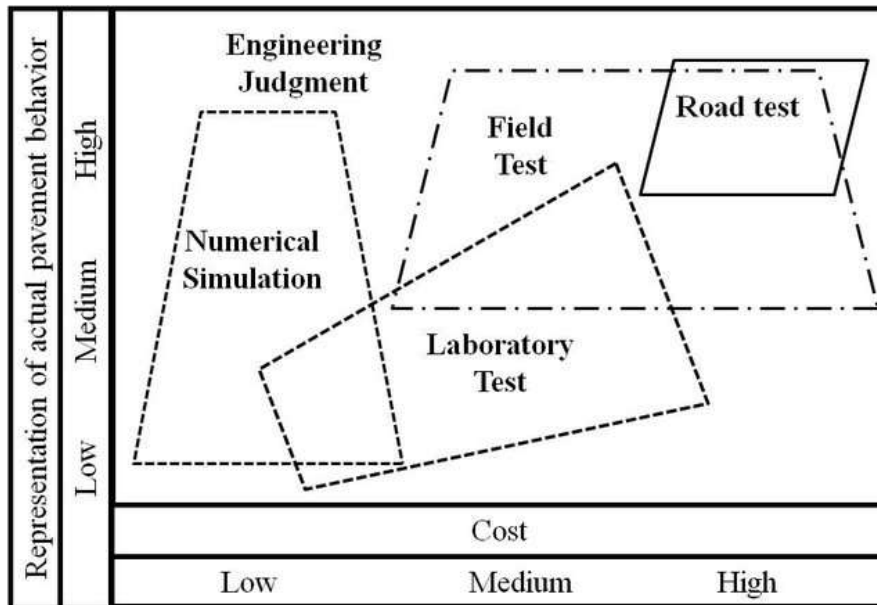 Representation of actual pavement behavior
High
Medium
Low
Engineering
Judgment
Numerical
Simulation
Field
Test
Road test
Laboratory
Test
Cost
Low
Medium
High